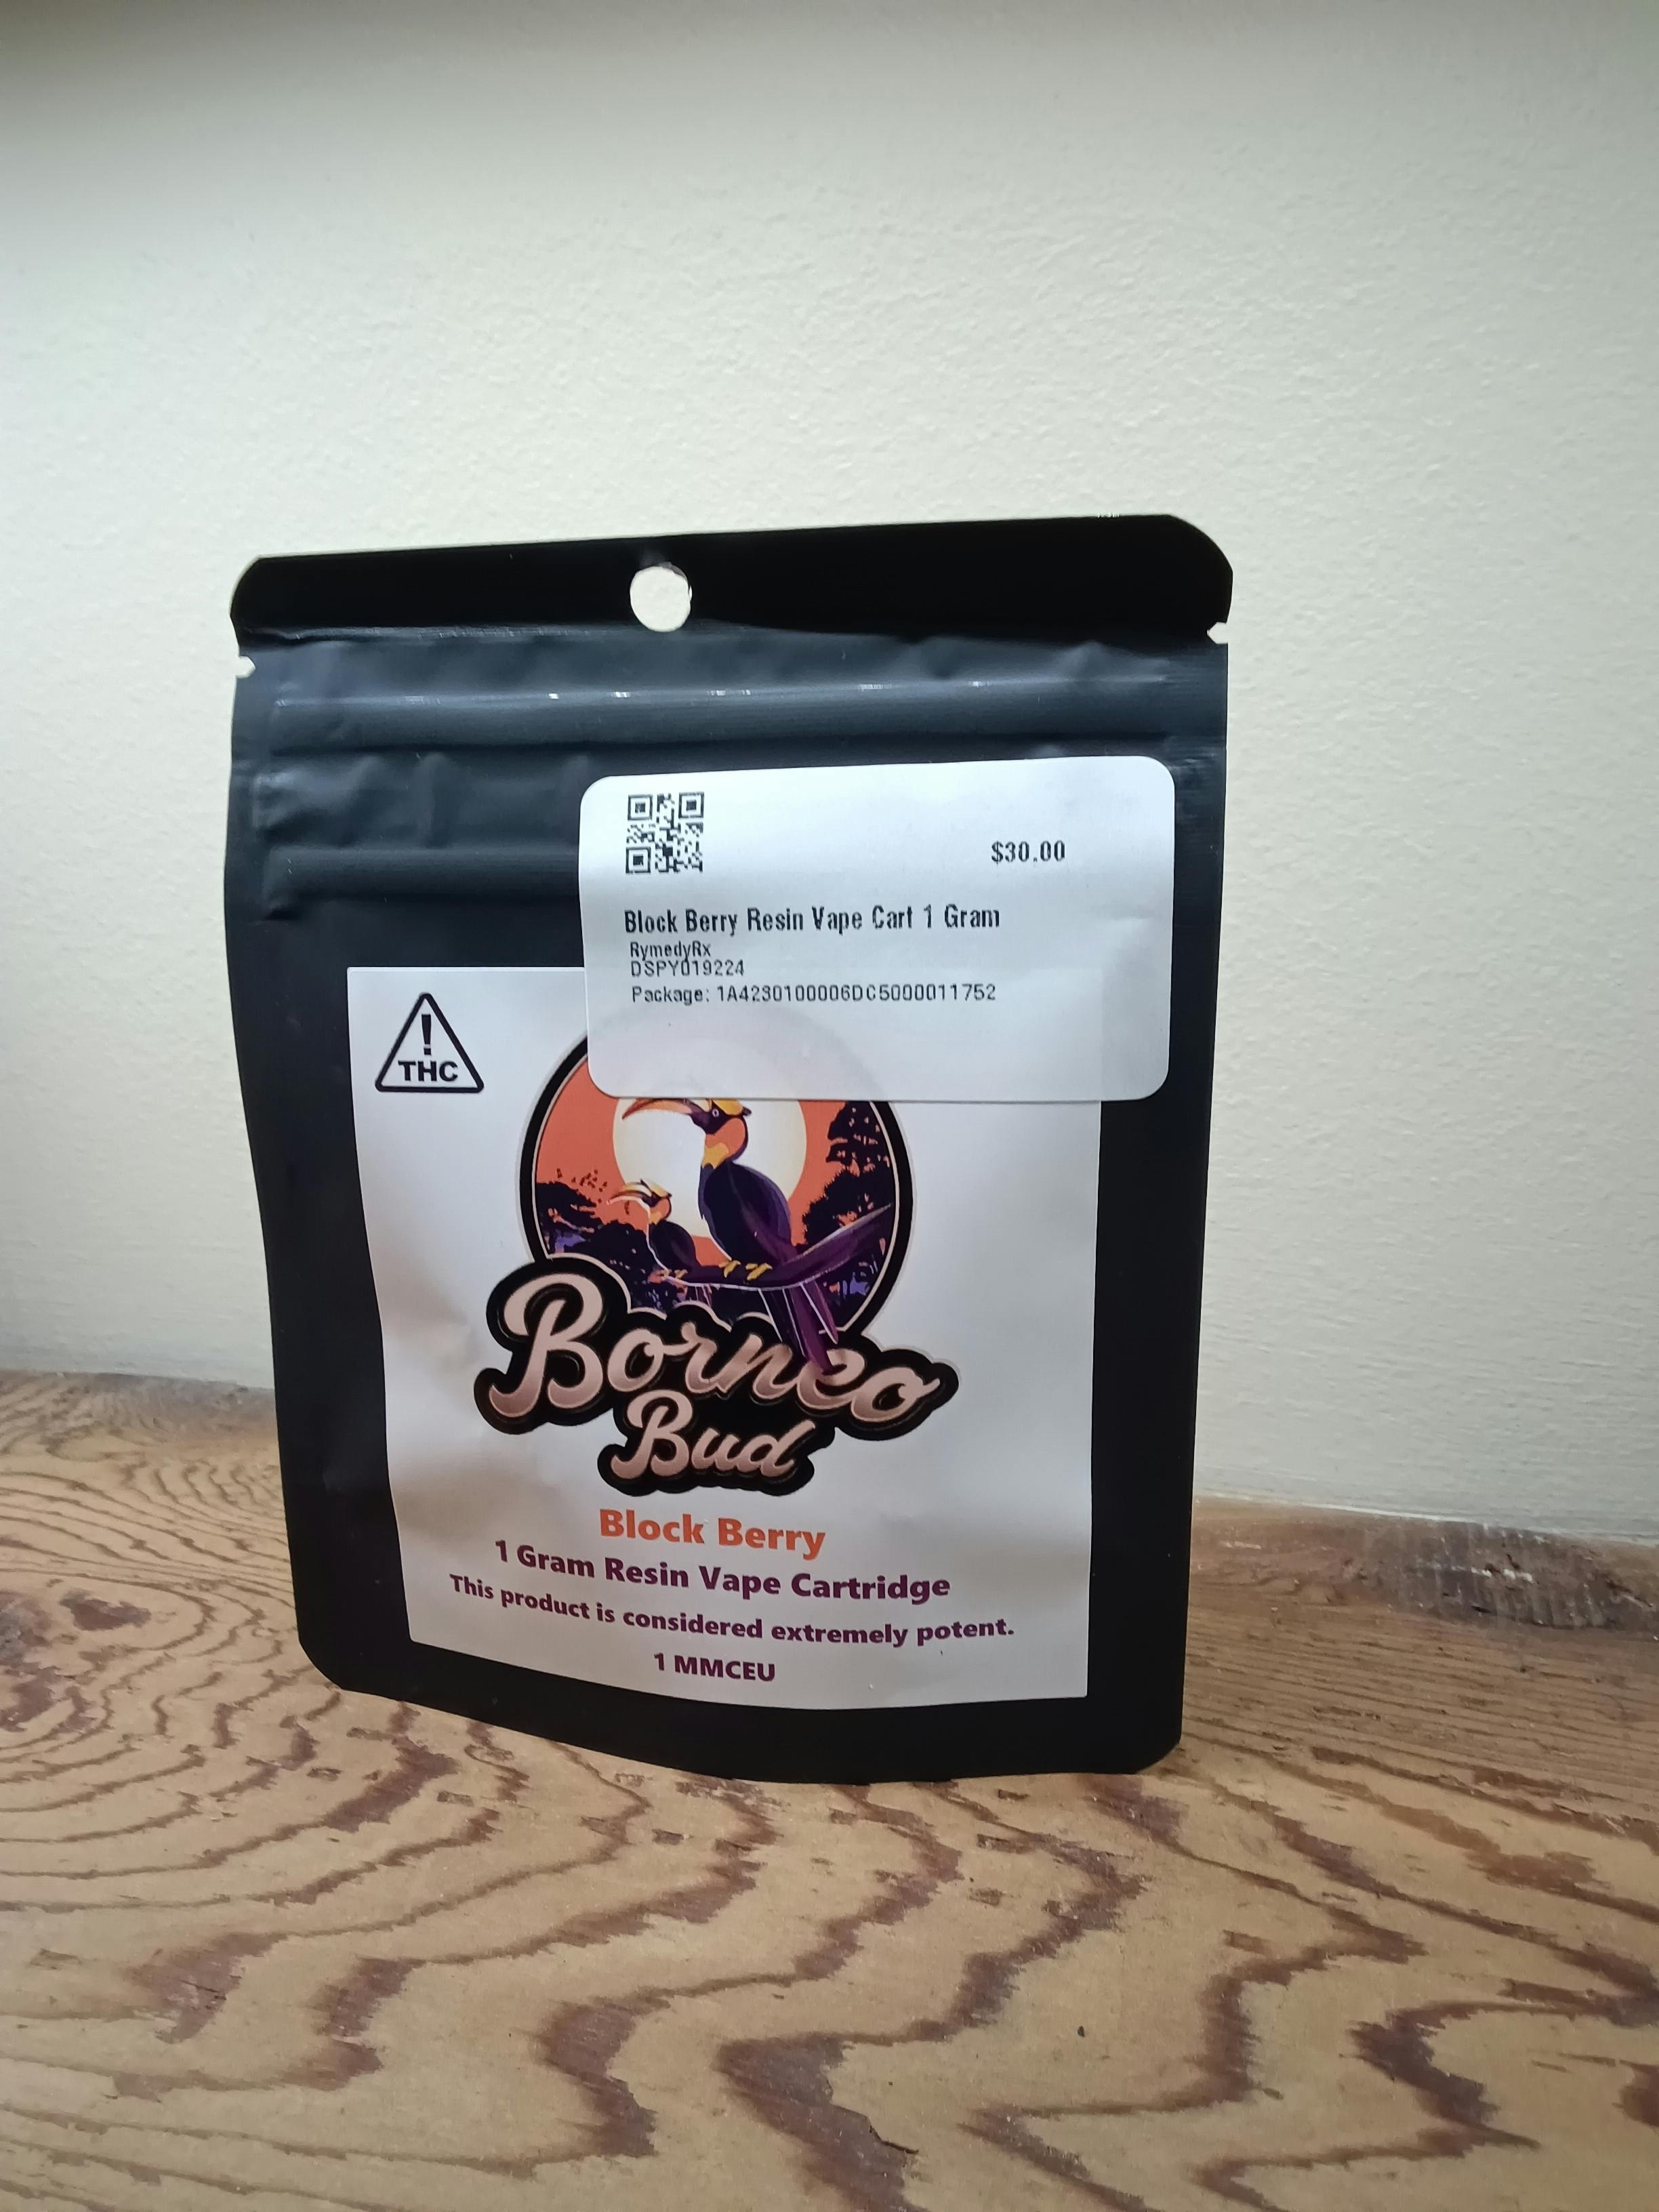 $30.00
Block Berry Resin Vape Cart 1 Gram
RymedyRx
DSPY019224
Package: 1A4230100006DC5000011752
!
THC
Borneo
Bud
Block Berry
1 Gram Resin Vape Cartridge
This product is considered extremely potent.
1 MMCEU